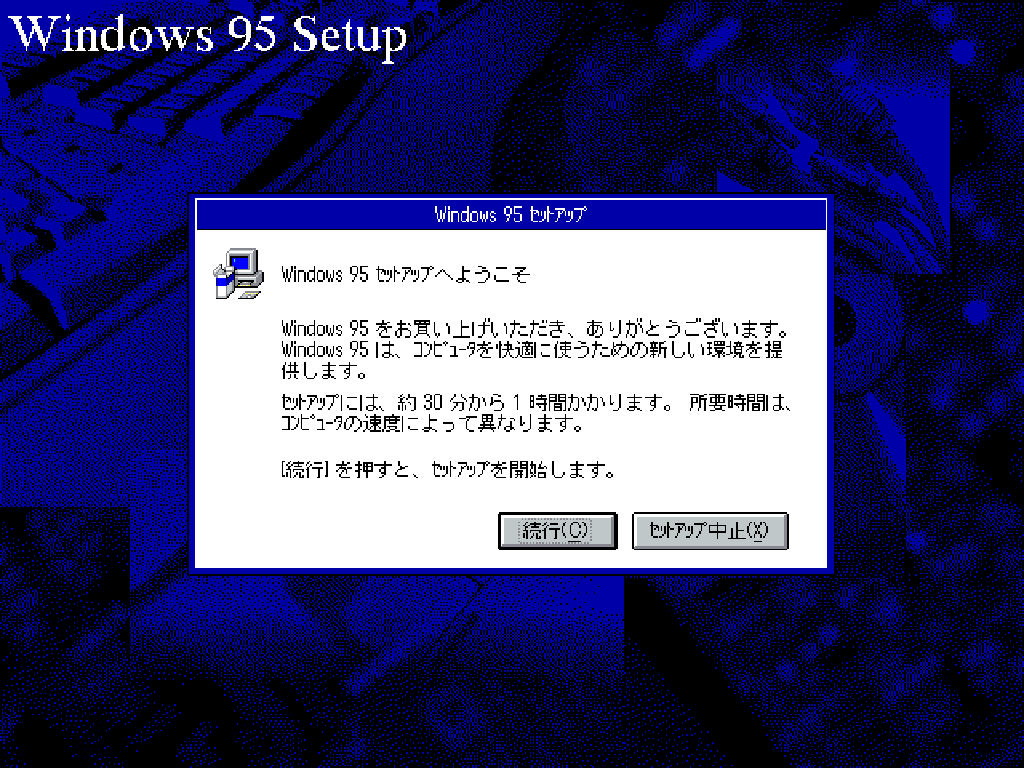 Windows 95 Setup
Windows 95 ｾｯﾄｱｯﾌﾟ
Windows 95 ｾｯﾄｱｯﾌﾟへようこそ
Windows 95 をお買い上げいただき、ありがとうございます。
Windows 95 は、ｺﾝﾋﾟｭｰﾀを快適に使うための新しい環境を提
供します。
ｾｯﾄｱｯﾌﾟには、約 30 分から 1 時間かかります。 所要時間は、
ｺﾝﾋﾟｭｰﾀの速度によって異なります。
[続行] を押すと、ｾｯﾄｱｯﾌﾟを開始します。
続行(C)
ｾｯﾄｱｯﾌﾟ中止(X)